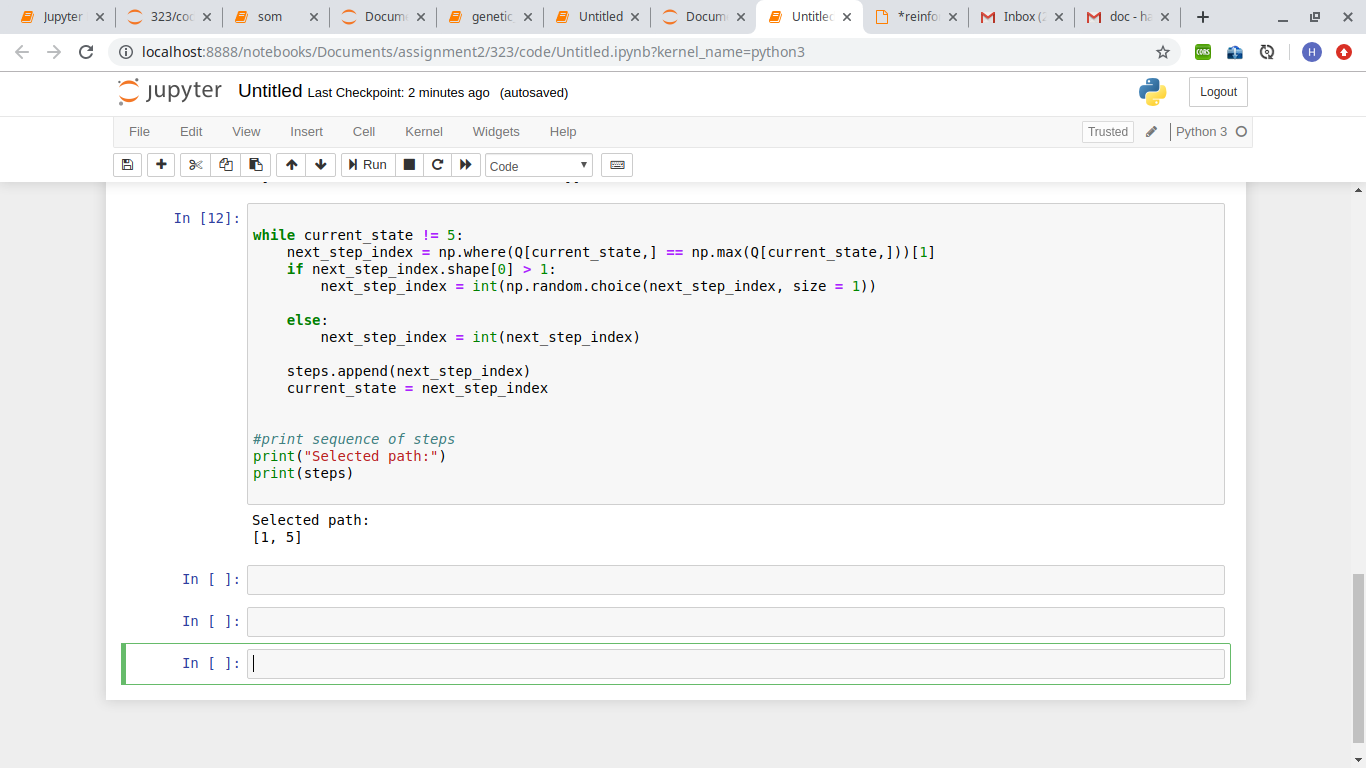 Jupyter
323/co
som
Docum
genetic
Untitled
Docum
Untitled
*reinfo
Inbox (2
doc - ha
localhost:8888/notebooks/Documents/assignment2/323/code/Untitled.ipynb?kernel_name=python3
CORS
H
jupyter Untitled Last Checkpoint: 2 minutes ago (autosaved)
Logout
File Edit View Insert Cell Kernel Widgets Help
Trusted
Python 3
Run
Code
In [12]:
while current_state != 5:
    next_step_index = np.where(Q[current_state,] == np.max(Q[current_state,]))[1]
    if next_step_index.shape[0] > 1:
        next_step_index = int(np.random.choice(next_step_index, size = 1))
    else:
        next_step_index = int(next_step_index)
    steps.append(next_step_index)
    current_state = next_step_index
#print sequence of steps
print("Selected path:")
print(steps)
Selected path:
[1, 5]
In [ ]:
In [ ]:
In [ ]: